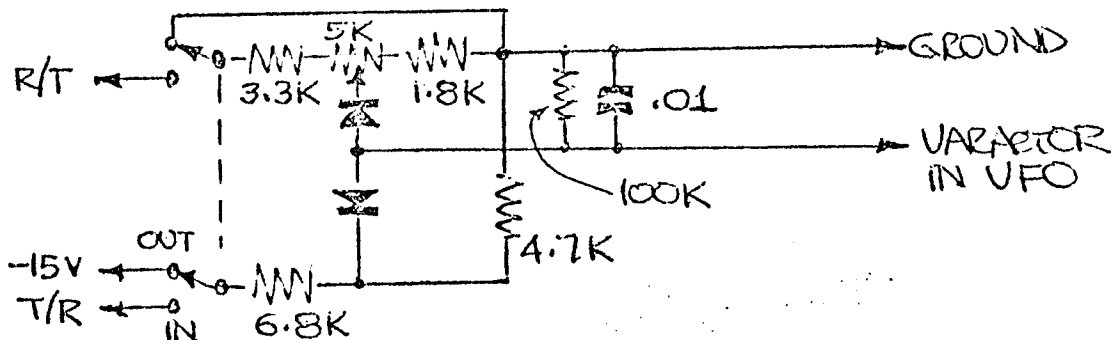 5K
GROUND
R/T
3.3K
1.8K
.01
VARACTOR
IN VFO
100K
4.7K
OUT
-15V
T/R
IN
6.8K